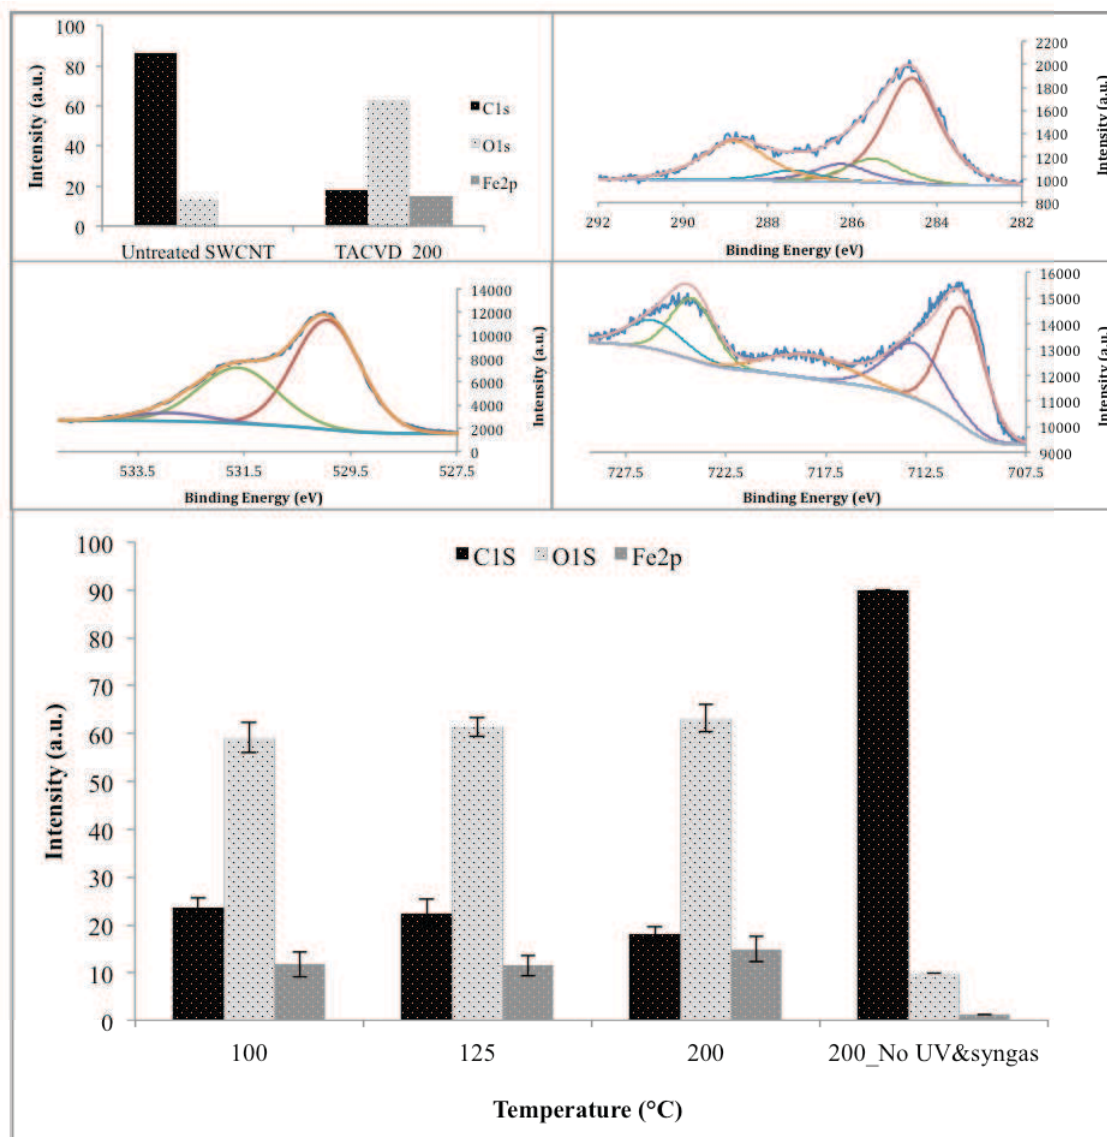 100
80
60
40
20
0
Intensity (a.u.)
C1s
O1s
Fe2p
Untreated SWCNT
TACVD_200
2200
2000
1800
1600
1400
1200
1000
800
Intensity (a.u.)
292 290 288 286 284 282
Binding Energy (eV)
14000
12000
10000
8000
6000
4000
2000
0
Intensity (a.u.)
533.5 531.5 529.5 527.5
Binding Energy (eV)
16000
15000
14000
13000
12000
11000
10000
9000
Intensity (a.u.)
727.5 722.5 717.5 712.5 707.5
Binding Energy (eV)
100
90
80
70
60
50
40
30
20
10
0
Intensity (a.u.)
C1S O1S Fe2p
100 125 200 200_No UV&syngas
Temperature (°C)